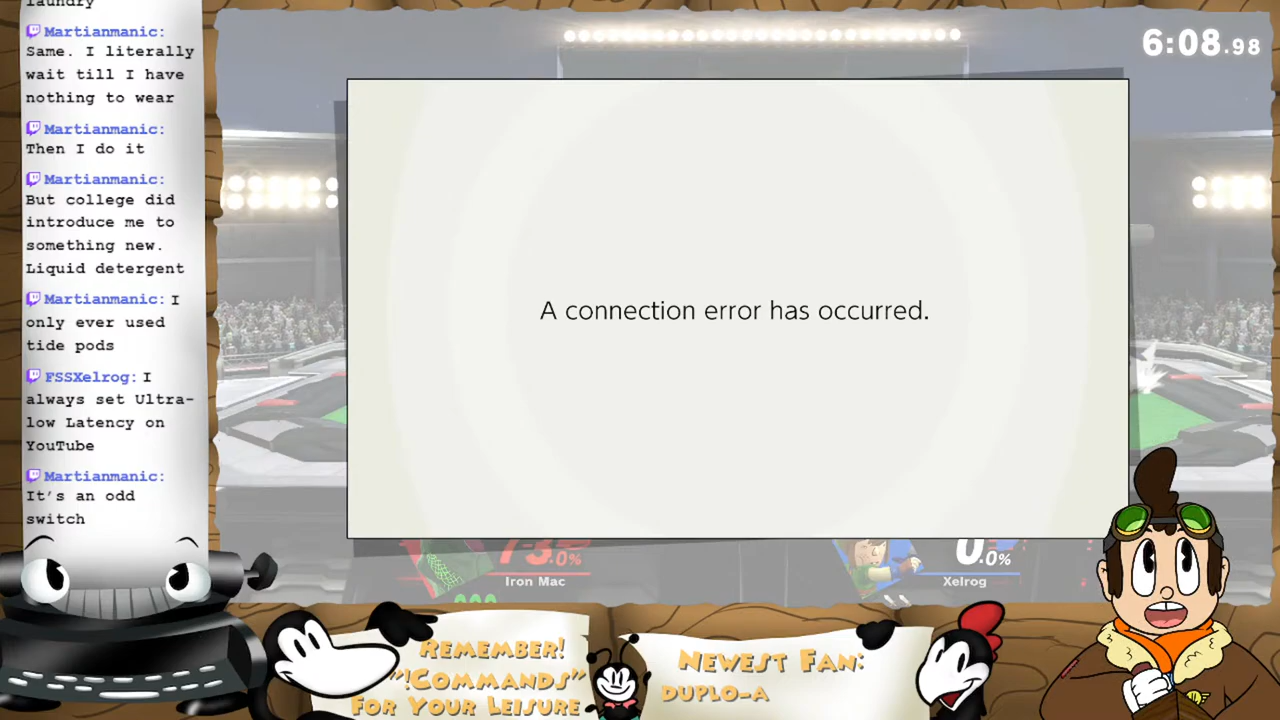 laundry
Martianmanic:
Same. I literally
wait till I have
nothing to wear
Martianmanic:
Then I do it
Martianmanic:
But college did
introduce me to
something new.
Liquid detergent
Martianmanic: I
only ever used
tide pods
FSSXelrog: I
always set Ultra-
low Latency on
YouTube
Martianmanic:
It's an odd
switch
6:08.98
A connection error has occurred.
.0%
Iron Mac
0.0%
Xelrog
REMEMBER!
"!COMMANDS"
FOR YOUR LEISURE
NEWEST FAN:
DUPLO-A